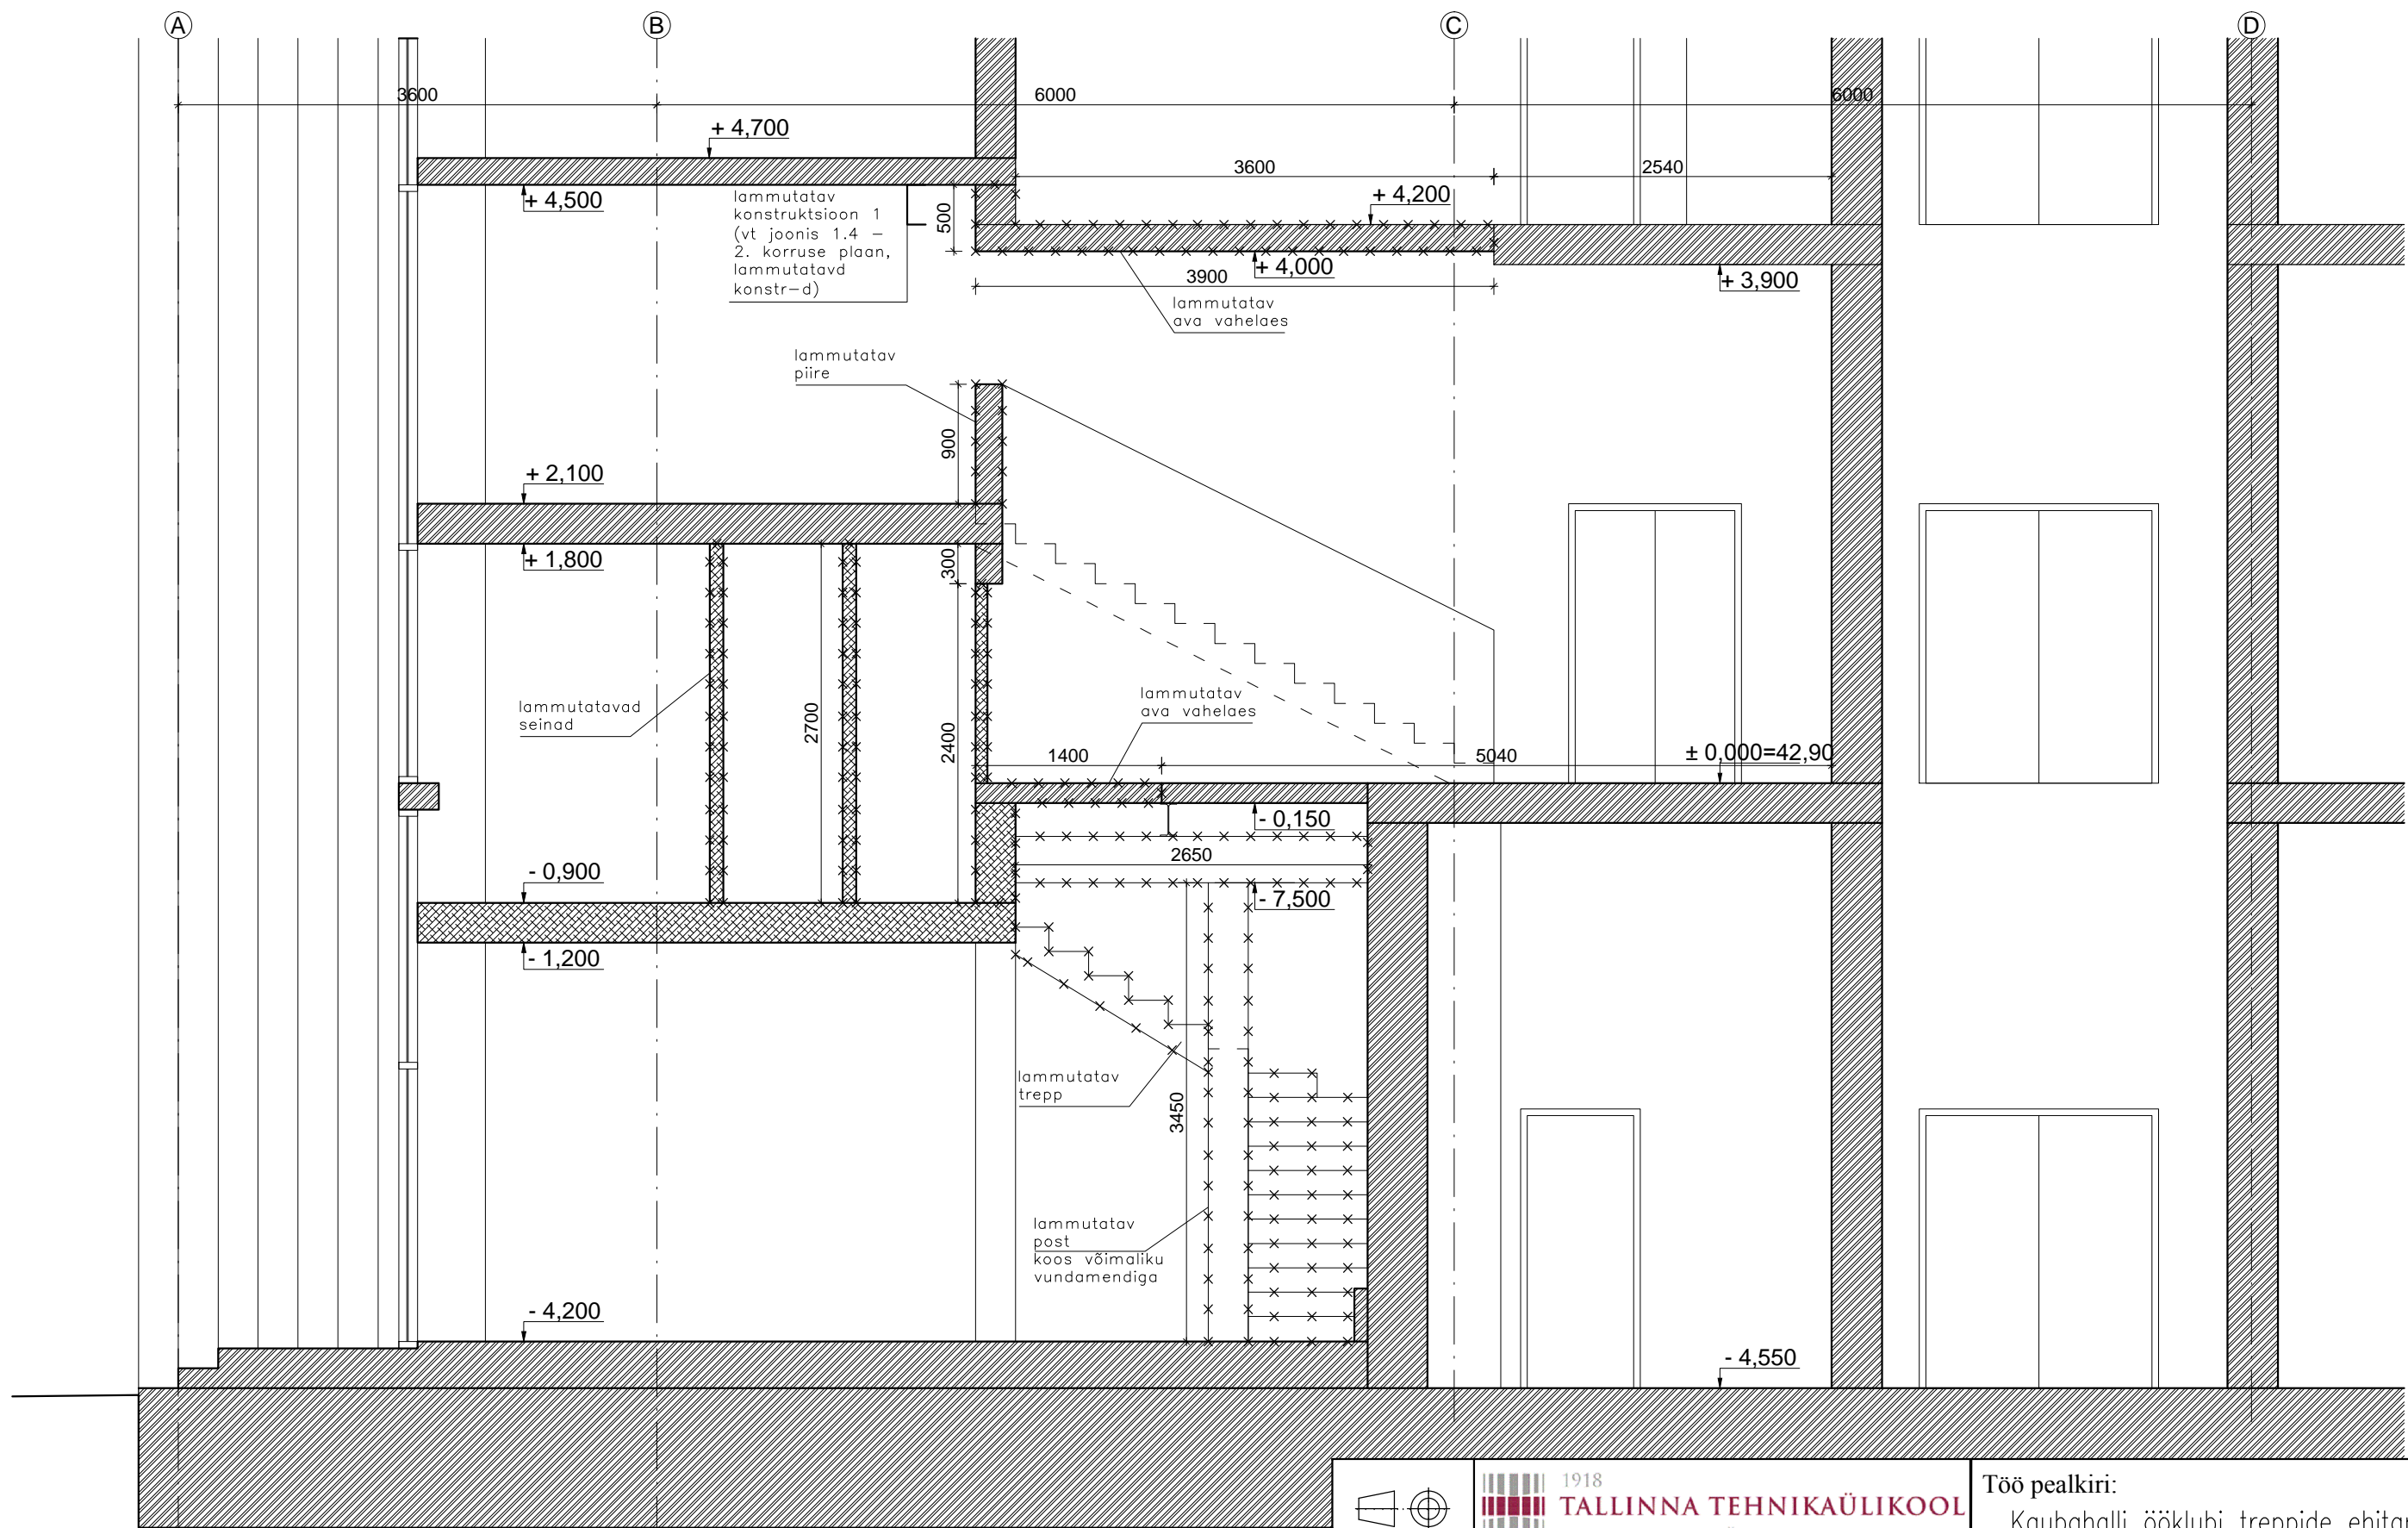 A
B
C
D
3600
6000
6000
+ 4,700
3600
2540
+ 4,500
lammutatav
konstruktsioon 1
(vt joonis 1.4 –
2. korruse plaan,
lammutatavd
konstr–d)
500
+ 4,200
+ 4,000
+ 3,900
3900
lammutatav
ava vahelaes
lammutatav
piire
900
+ 2,100
+ 1,800
300
lammutatavad
seinad
2700
2400
lammutatav
ava vahelaes
1400
5040
± 0,000=42,90
- 0,150
2650
- 0,900
- 7,500
- 1,200
lammutatav
trepp
3450
lammutatav
post
koos võimaliku
vundamendiga
- 4,200
- 4,550
1918
TALLINNA TEHNIKAÜLIKOOL
Töö pealkiri:
Kaubahalli ööklubi treppide